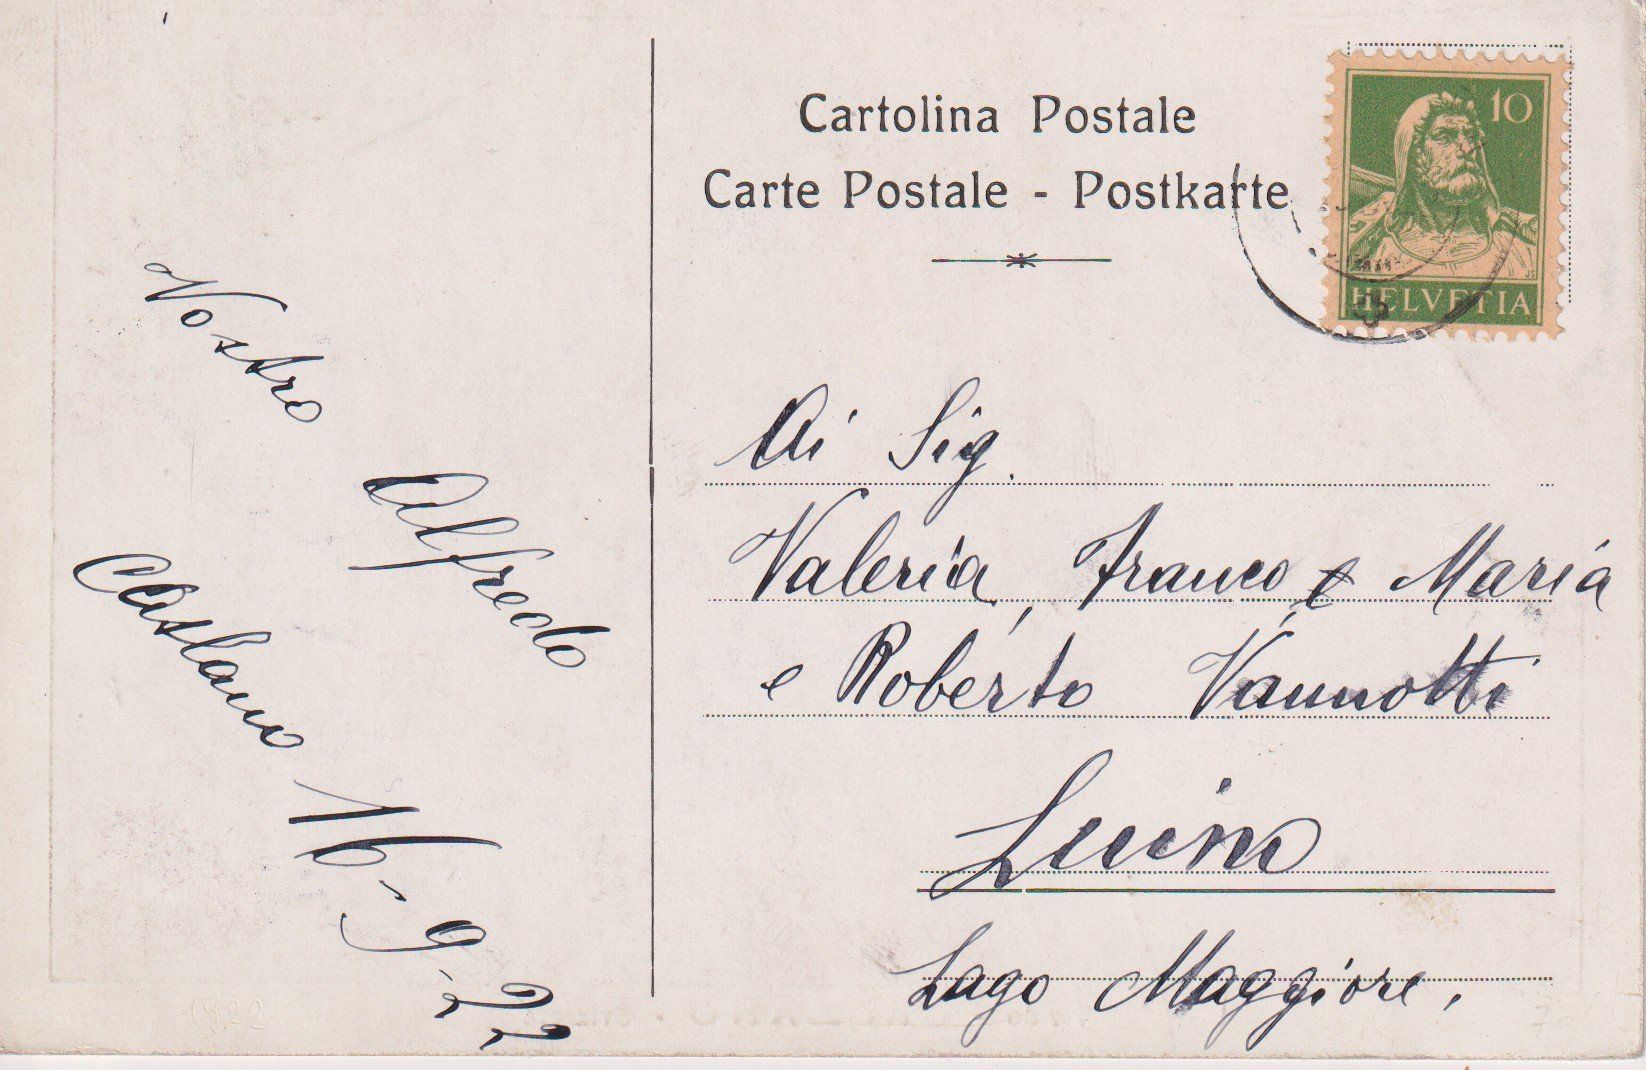 Cartolina Postale
Carte Postale - Postkarte
10
HELVETIA
Vostro
Alfredo
Caslano 16-9-22
Ai Sig.
Valeria, Franco e Maria
e Roberto Vannotti
Luino
Lago Maggiore.
1922